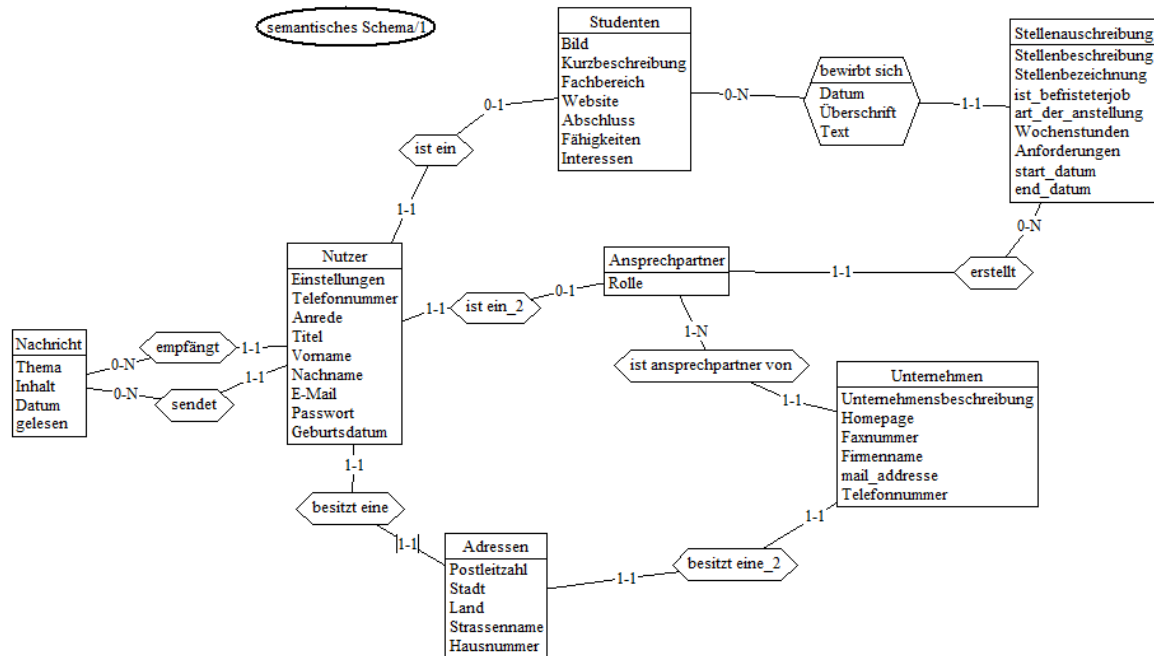 semantisches Schema/1
Studenten
Bild
Kurzbeschreibung
Fachbereich
Website
Abschluss
Fähigkeiten
Interessen
0-N
bewirbt sich
Datum
Überschrift
Text
1-1
Stellenauschreibung
Stellenbeschreibung
Stellenbezeichnung
ist_befristeterjob
art_der_anstellung
Wochenstunden
Anforderungen
start_datum
end_datum
0-1
ist ein
1-1
0-N
erstellt
1-1
Nutzer
Einstellungen
Telefonnummer
Anrede
Titel
Vorname
Nachname
E-Mail
Passwort
Geburtsdatum
1-1
ist ein_2
0-1
Ansprechpartner
Rolle
1-N
ist ansprechpartner von
1-1
Nachricht
Thema
Inhalt
Datum
gelesen
0-N
empfängt
1-1
0-N
sendet
1-1
Unternehmen
Unternehmensbeschreibung
Homepage
Faxnummer
Firmenname
mail_addresse
Telefonnummer
1-1
besitzt eine
|1-1|
Adressen
Postleitzahl
Stadt
Land
Strassenname
Hausnummer
1-1
besitzt eine_2
1-1